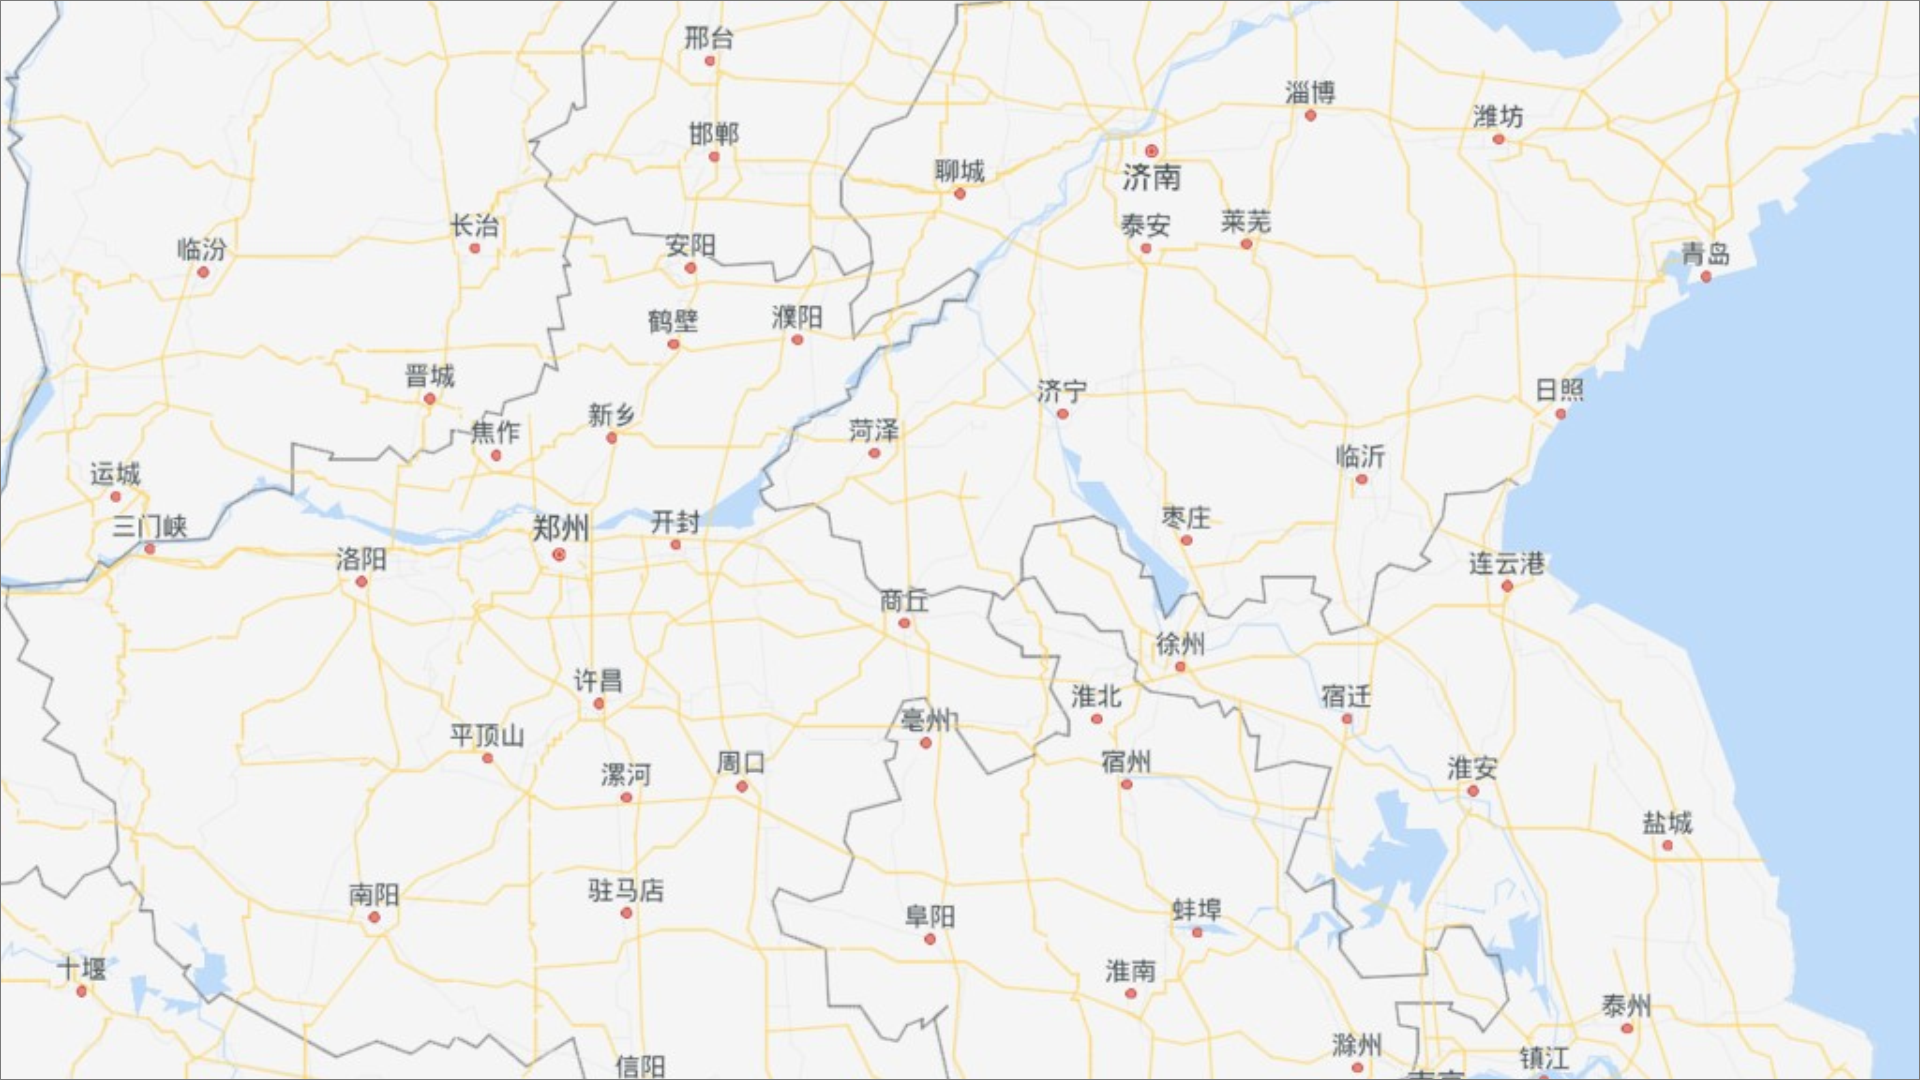 邢台
淄博
潍坊
邯郸
聊城
济南
长治
泰安
莱芜
临汾
安阳
青岛
鹤壁
濮阳
晋城
济宁
日照
新乡
焦作
菏泽
临沂
运城
三门峡
郑州
开封
枣庄
洛阳
连云港
商丘
徐州
许昌
淮北
宿迁
亳州
平顶山
漯河
周口
宿州
淮安
盐城
南阳
驻马店
阜阳
蚌埠
十堰
淮南
泰州
滁州
镇江
信阳